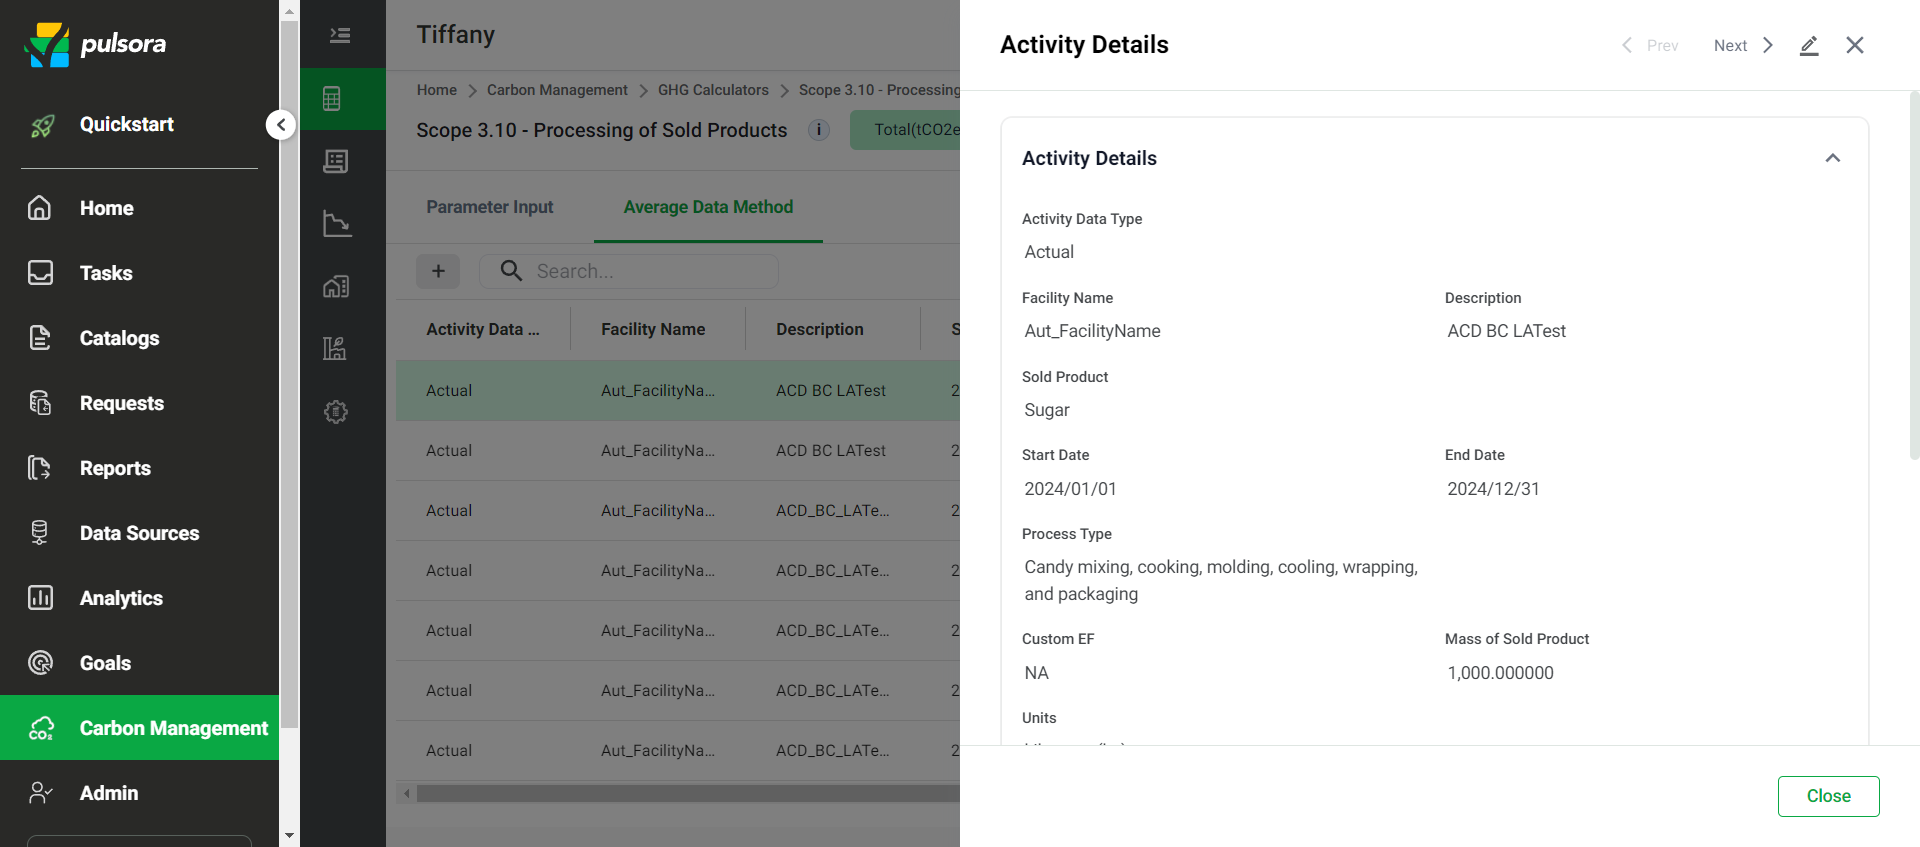 pulsora
Quickstart
Home
Tasks
Catalogs
Requests
Reports
Data Sources
Analytics
Goals
CO₂ Carbon Management
Admin
Tiffany
Home > Carbon Management > GHG Calculators > Scope 3.10 - Processing
Scope 3.10 - Processing of Sold Products i Total(tCO2e
Parameter Input Average Data Method
+ Search...
Activity Data ... Facility Name Description S
Actual Aut_FacilityNa... ACD BC LATest 2
Actual Aut_FacilityNa... ACD BC LATest 2
Actual Aut_FacilityNa... ACD_BC_LATe... 2
Actual Aut_FacilityNa... ACD_BC_LATe... 2
Actual Aut_FacilityNa... ACD_BC_LATe... 2
Actual Aut_FacilityNa... ACD_BC_LATe... 2
Actual Aut_FacilityNa... ACD_BC_LATe... 2
Activity Details
Prev Next
Activity Details
Activity Data Type
Actual
Facility Name Description
Aut_FacilityName ACD BC LATest
Sold Product
Sugar
Start Date End Date
2024/01/01 2024/12/31
Process Type
Candy mixing, cooking, molding, cooling, wrapping,
and packaging
Custom EF Mass of Sold Product
NA 1,000.000000
Units
Close